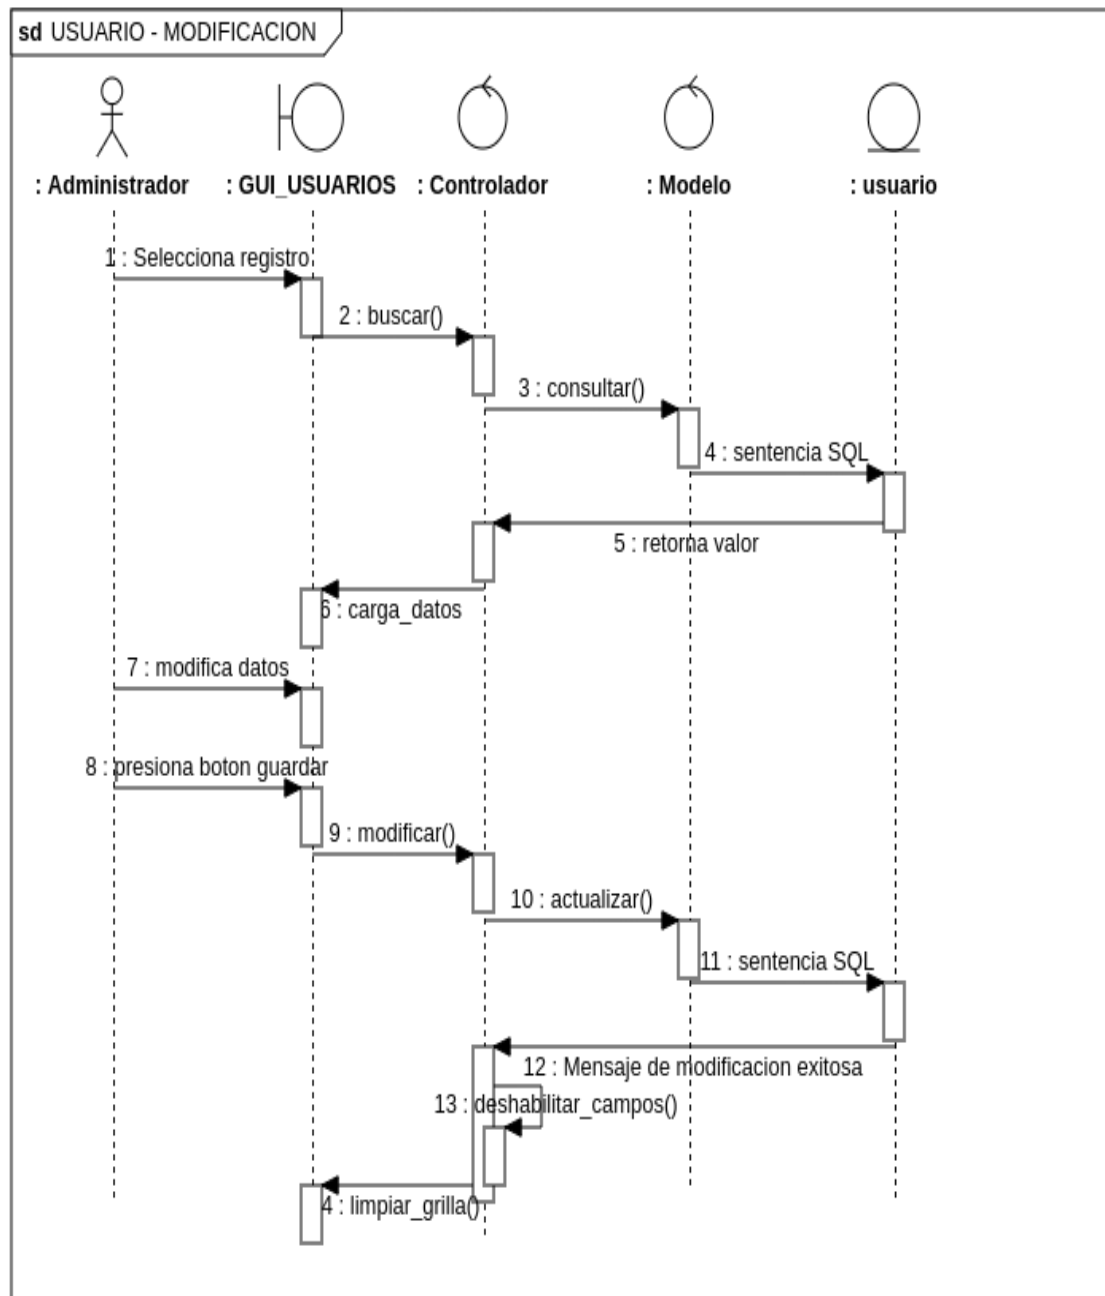 sd USUARIO - MODIFICACION
: Administrador : GUI_USUARIOS : Controlador : Modelo : usuario
1 : Selecciona registro
2 : buscar()
3 : consultar()
4 : sentencia SQL
5 : retorna valor
6 : carga_datos
7 : modifica datos
8 : presiona boton guardar
9 : modificar()
10 : actualizar()
11 : sentencia SQL
12 : Mensaje de modificacion exitosa
13 : deshabilitar_campos()
4 : limpiar_grilla()